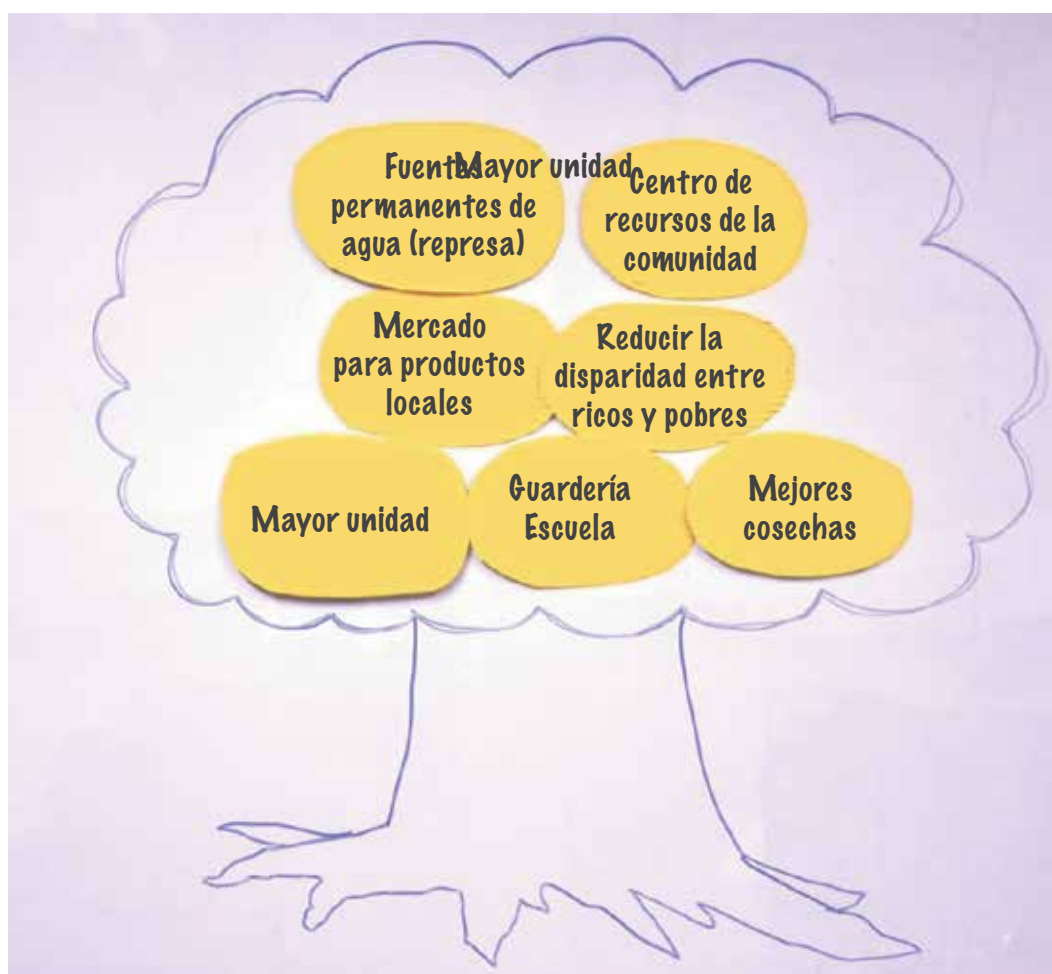 Fuentes
permanentes de
agua (represa)
Mayor unidad
Centro de
recursos de la
comunidad
Mercado
para productos
locales
Reducir la
disparidad entre
ricos y pobres
Mayor unidad
Guardería
Escuela
Mejores
cosechas